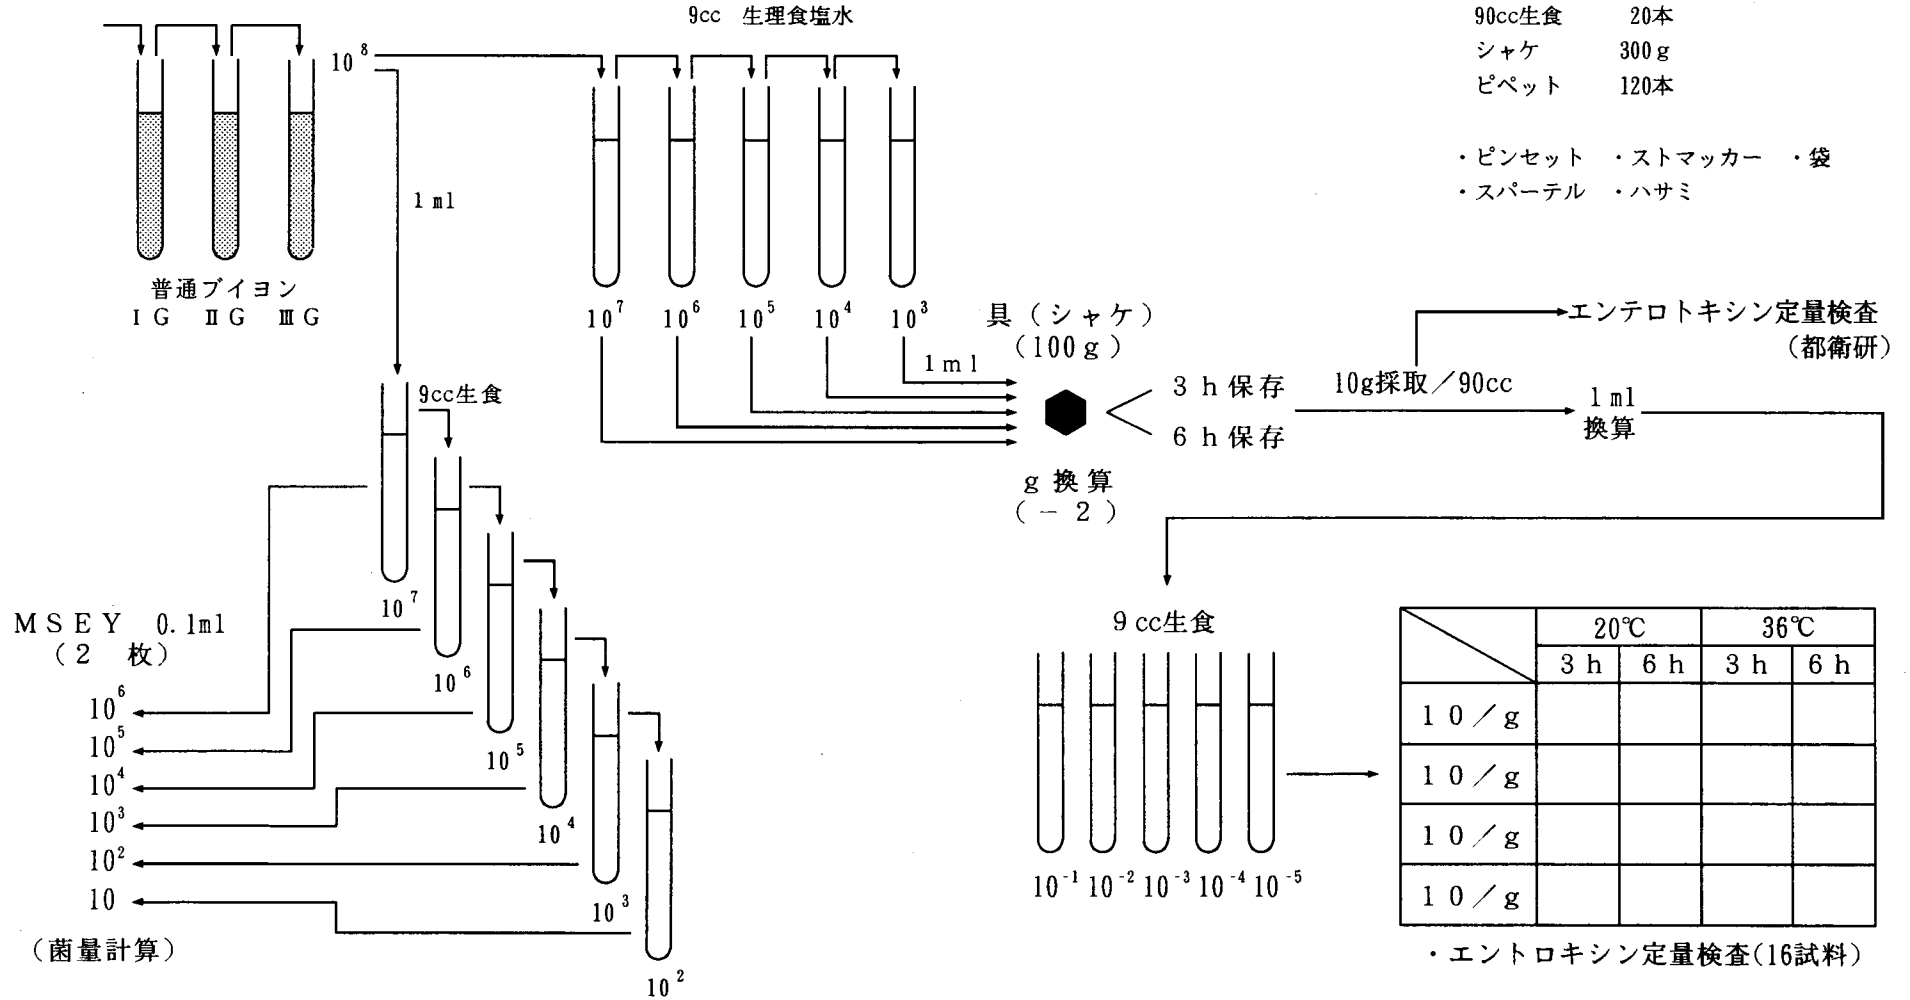 9cc 生理食塩水
90cc生食 20本
シャケ 300g
ピペット 120本
・ピンセット ・ストマッカー ・袋
・スパーテル ・ハサミ
10⁸
1ml
普通ブイヨン
ⅠG ⅡG ⅢG
10⁷ 10⁶ 10⁵ 10⁴ 10³
1ml
具(シャケ)
(100g)
g換算
(-2)
3h保存
6h保存
10g採取/90cc
エンテロトキシン定量検査
(都衛研)
1ml
換算
9cc生食
10⁷
10⁶
10⁵
10⁴
10³
10²
MSEY 0.1ml
(2 枚)
10⁶
10⁵
10⁴
10³
10²
10
(菌量計算)
9cc生食
10⁻¹ 10⁻² 10⁻³ 10⁻⁴ 10⁻⁵
20℃ 36℃
3h 6h 3h 6h
10/g
10/g
10/g
10/g
・エントロキシン定量検査(16試料)